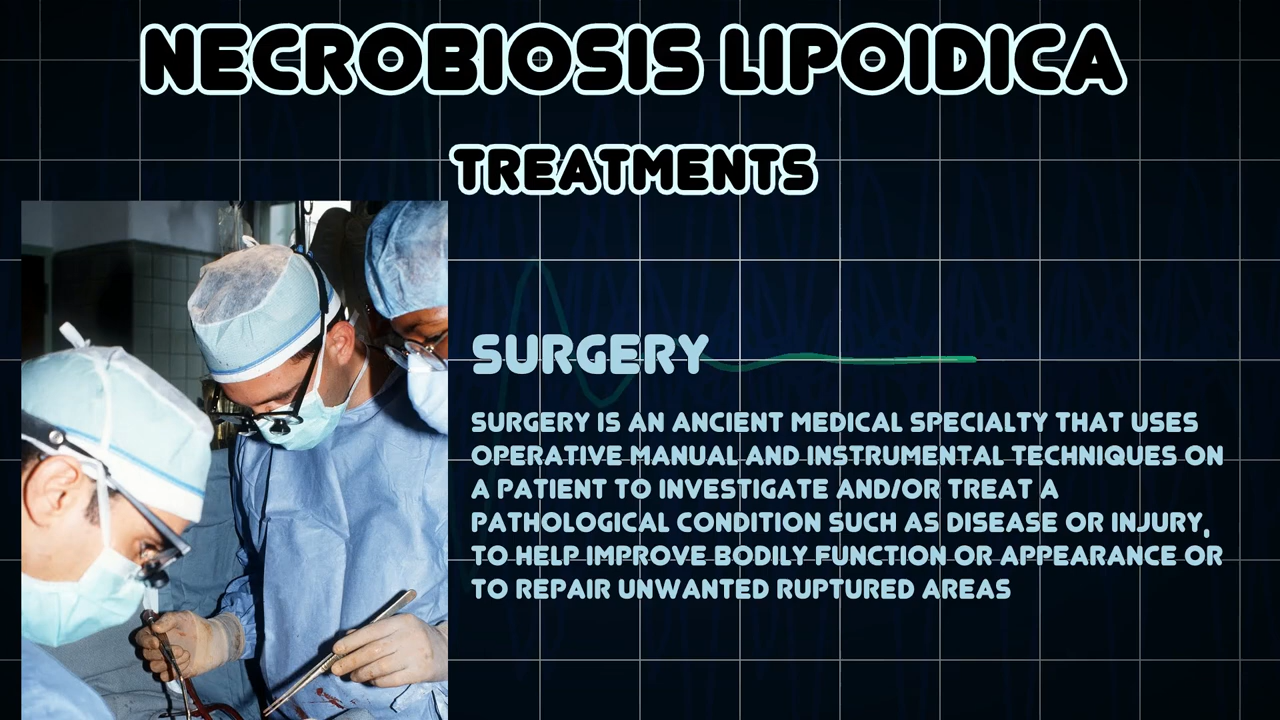 NECROBIOSIS LIPOIDICA
TREATMENTS
SURGERY
SURGERY IS AN ANCIENT MEDICAL SPECIALTY THAT USES
OPERATIVE MANUAL AND INSTRUMENTAL TECHNIQUES ON
A PATIENT TO INVESTIGATE AND/OR TREAT A
PATHOLOGICAL CONDITION SUCH AS DISEASE OR INJURY,
TO HELP IMPROVE BODILY FUNCTION OR APPEARANCE OR
TO REPAIR UNWANTED RUPTURED AREAS